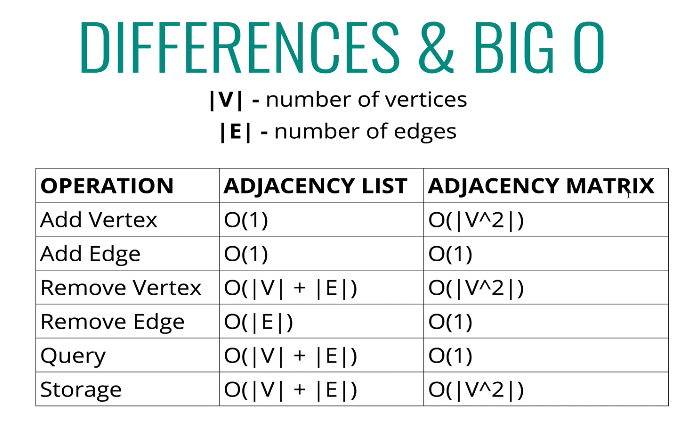 DIFFERENCES & BIG O
|V| - number of vertices
|E| - number of edges
OPERATION ADJACENCY LIST ADJACENCY MATRIX
Add Vertex O(1) O(|V^2|)
Add Edge O(1) O(1)
Remove Vertex O(|V| + |E|) O(|V^2|)
Remove Edge O(|E|) O(1)
Query O(|V| + |E|) O(1)
Storage O(|V| + |E|) O(|V^2|)